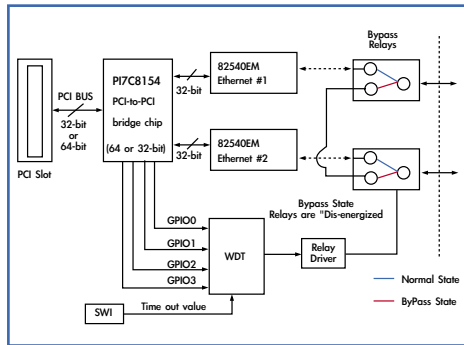 Bypass
Relays
PI7C8154
PCI-to-PCI
bridge chip
(64 or 32-bit)
82540EM
Ethernet #1
32-bit
PCI BUS
32-bit
or
64-bit
PCI Slot
82540EM
Ethernet #2
32-bit
Bypass State
Relays are "Dis-energized
GPIO0
GPIO1
GPIO2
GPIO3
WDT
Relay
Driver
SWI
Time out value
Normal State
ByPass State